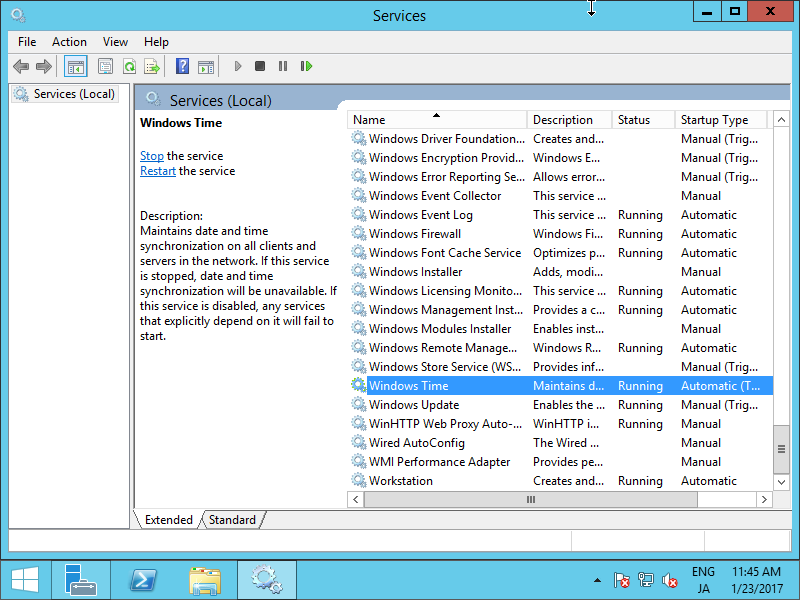 Services
File Action View Help
Services (Local)
Services (Local)
Windows Time
Stop the service
Restart the service
Description:
Maintains date and time
synchronization on all clients and
servers in the network. If this service
is stopped, date and time
synchronization will be unavailable. If
this service is disabled, any services
that explicitly depend on it will fail to
start.
Name Description Status Startup Type
Windows Driver Foundation... Creates and... Manual (Trig...
Windows Encryption Provid... Windows E... Manual (Trig...
Windows Error Reporting Se... Allows error... Manual (Trig...
Windows Event Collector This service ... Manual
Windows Event Log This service ... Running Automatic
Windows Firewall Windows Fi... Running Automatic
Windows Font Cache Service Optimizes p... Running Automatic
Windows Installer Adds, modi... Manual
Windows Licensing Monito... This service ... Running Automatic
Windows Management Inst... Provides a c... Running Automatic
Windows Modules Installer Enables inst... Manual
Windows Remote Manage... Windows R... Running Automatic
Windows Store Service (WS... Provides inf... Manual (Trig...
Windows Time Maintains d... Running Automatic (T...
Windows Update Enables the ... Running Manual (Trig...
WinHTTP Web Proxy Auto-... WinHTTP i... Running Manual
Wired AutoConfig The Wired ... Manual
WMI Performance Adapter Provides pe... Manual
Workstation Creates and... Running Automatic
Extended Standard
ENG 11:45 AM
JA 1/23/2017